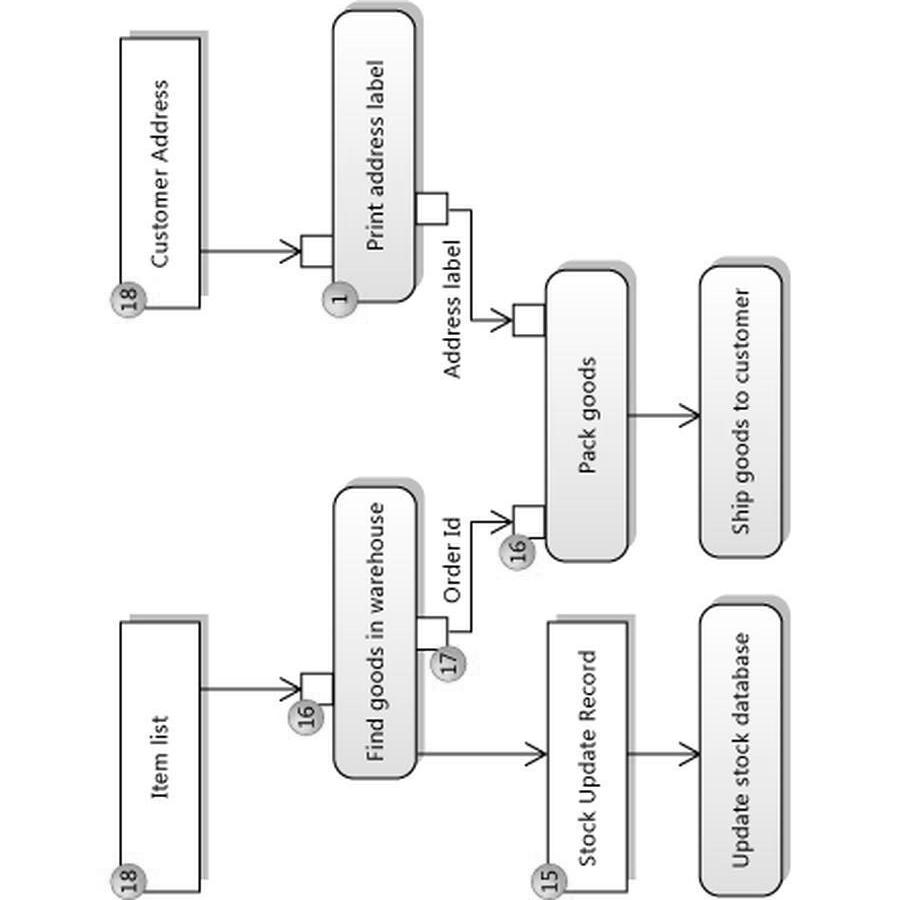 18
Item list
18
Customer Address
16
Find goods in warehouse
1
Print address label
17
Order Id
Address label
15
Stock Update Record
16
Pack goods
Update stock database
Ship goods to customer